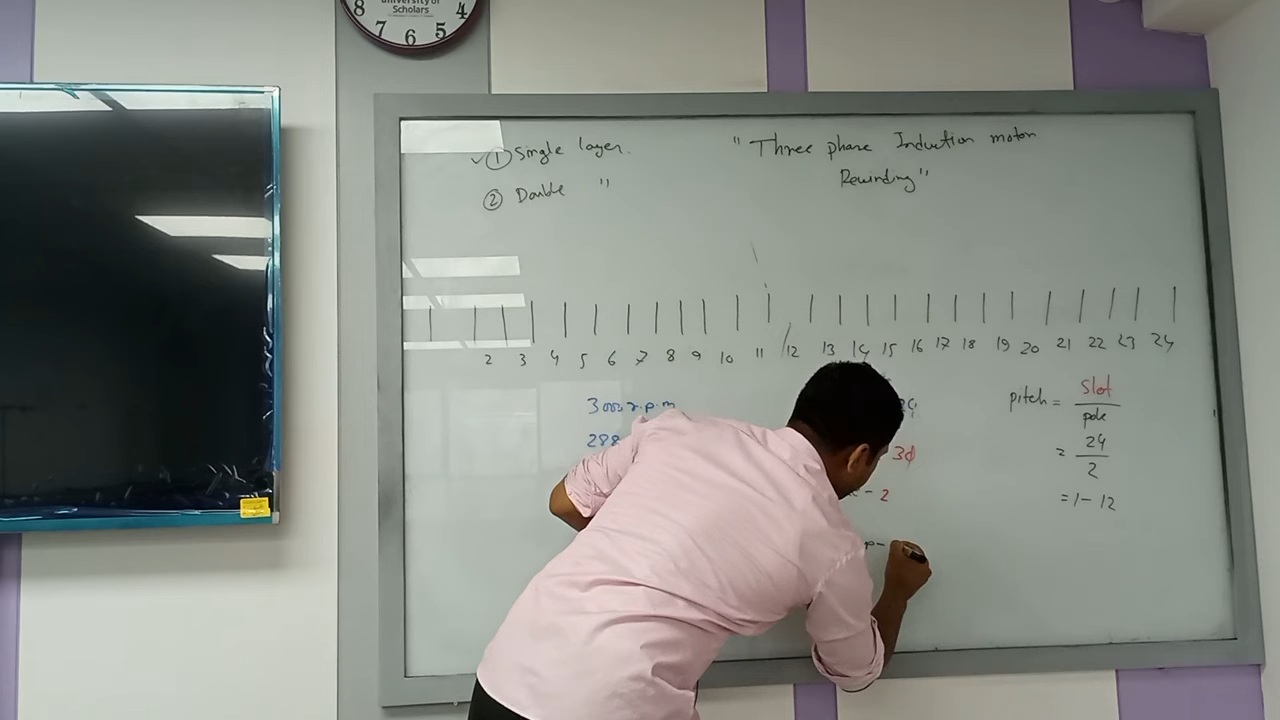 University of
Scholars
8 7 6 5 4
① Single layer.
② Double "
"Three phase Induction motor
Rewinding"
2 3 4 5 6 7 8 9 10 11 12 13 14 15 16 17 18 19 20 21 22 23 24
3000 r.p.m
288
3φ
- 2
pitch = Slot
pole
= 24
2
= 1 - 12